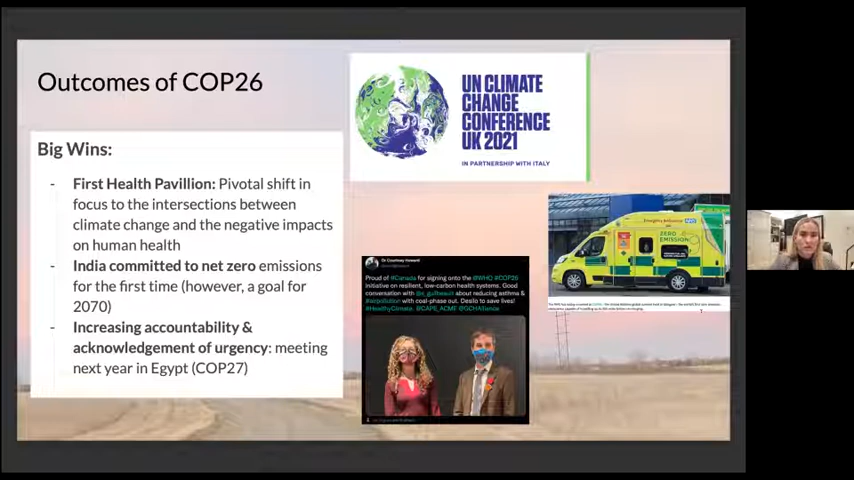 Outcomes of COP26
Big Wins:
- First Health Pavillion: Pivotal shift in
focus to the intersections between
climate change and the negative impacts
on human health
- India committed to net zero emissions
for the first time (however, a goal for
2070)
- Increasing accountability &
acknowledgement of urgency: meeting
next year in Egypt (COP27)
UN CLIMATE
CHANGE
CONFERENCE
UK 2021
IN PARTNERSHIP WITH ITALY
Dr Courtney Howard
Proud of #Canada for signing onto the @WHO #COP26
initiative on resilient, low-carbon health systems. Good
conversation with about reducing asthma &
#airpollution with coal-phase out. Desilo to save lives!
#HealthyClimate
Emergency Ambulance
NHS
ZERO
EMISSION